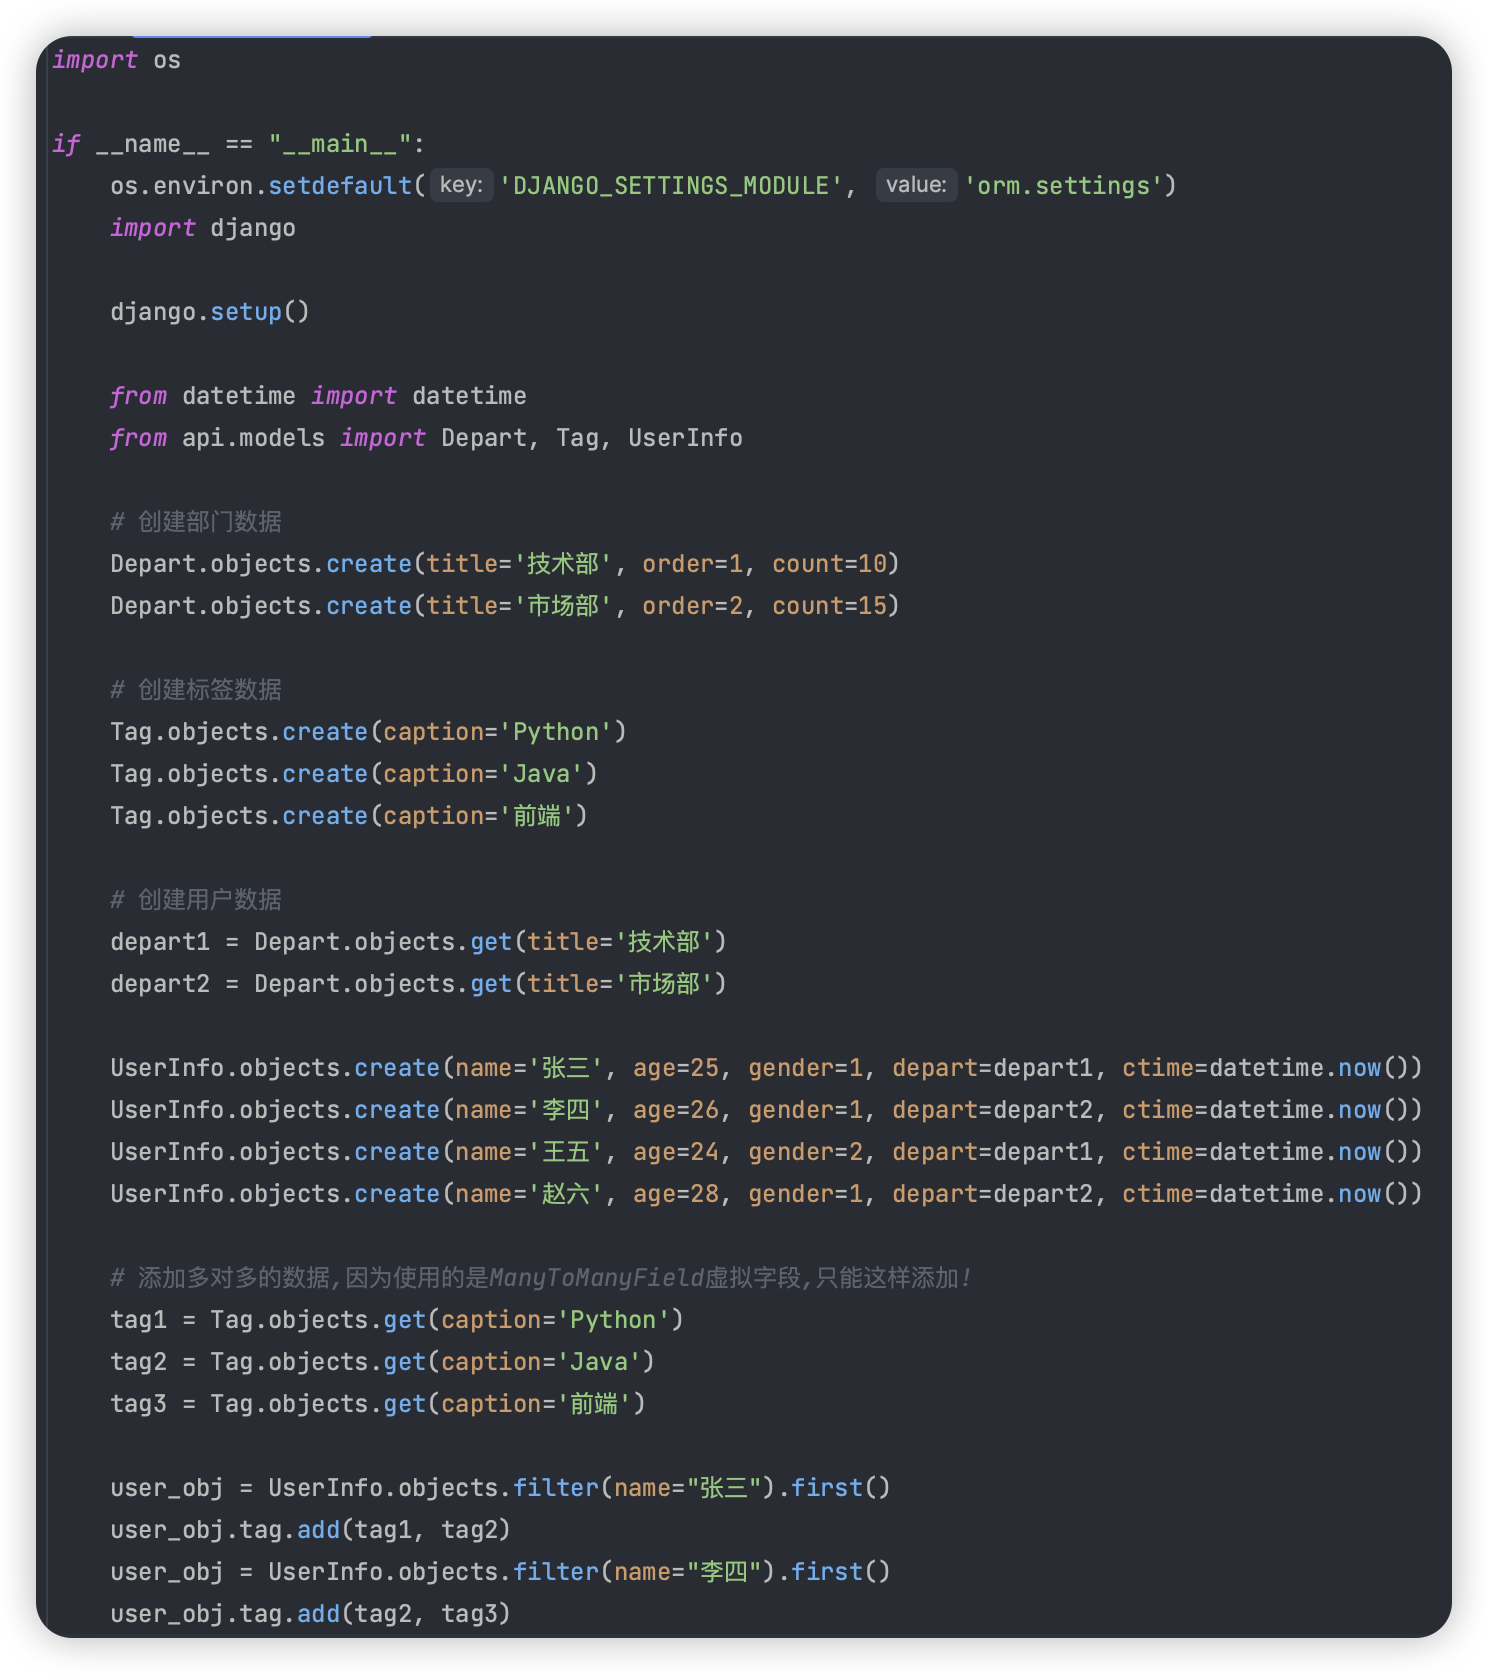 import os
if __name__ == "__main__":
    os.environ.setdefault(key: 'DJANGO_SETTINGS_MODULE', value: 'orm.settings')
    import django
    django.setup()
    from datetime import datetime
    from api.models import Depart, Tag, UserInfo
    # 创建部门数据
    Depart.objects.create(title='技术部', order=1, count=10)
    Depart.objects.create(title='市场部', order=2, count=15)
    # 创建标签数据
    Tag.objects.create(caption='Python')
    Tag.objects.create(caption='Java')
    Tag.objects.create(caption='前端')
    # 创建用户数据
    depart1 = Depart.objects.get(title='技术部')
    depart2 = Depart.objects.get(title='市场部')
    UserInfo.objects.create(name='张三', age=25, gender=1, depart=depart1, ctime=datetime.now())
    UserInfo.objects.create(name='李四', age=26, gender=1, depart=depart2, ctime=datetime.now())
    UserInfo.objects.create(name='王五', age=24, gender=2, depart=depart1, ctime=datetime.now())
    UserInfo.objects.create(name='赵六', age=28, gender=1, depart=depart2, ctime=datetime.now())
    # 添加多对多的数据,因为使用的是ManyToManyField虚拟字段,只能这样添加!
    tag1 = Tag.objects.get(caption='Python')
    tag2 = Tag.objects.get(caption='Java')
    tag3 = Tag.objects.get(caption='前端')
    user_obj = UserInfo.objects.filter(name="张三").first()
    user_obj.tag.add(tag1, tag2)
    user_obj = UserInfo.objects.filter(name="李四").first()
    user_obj.tag.add(tag2, tag3)